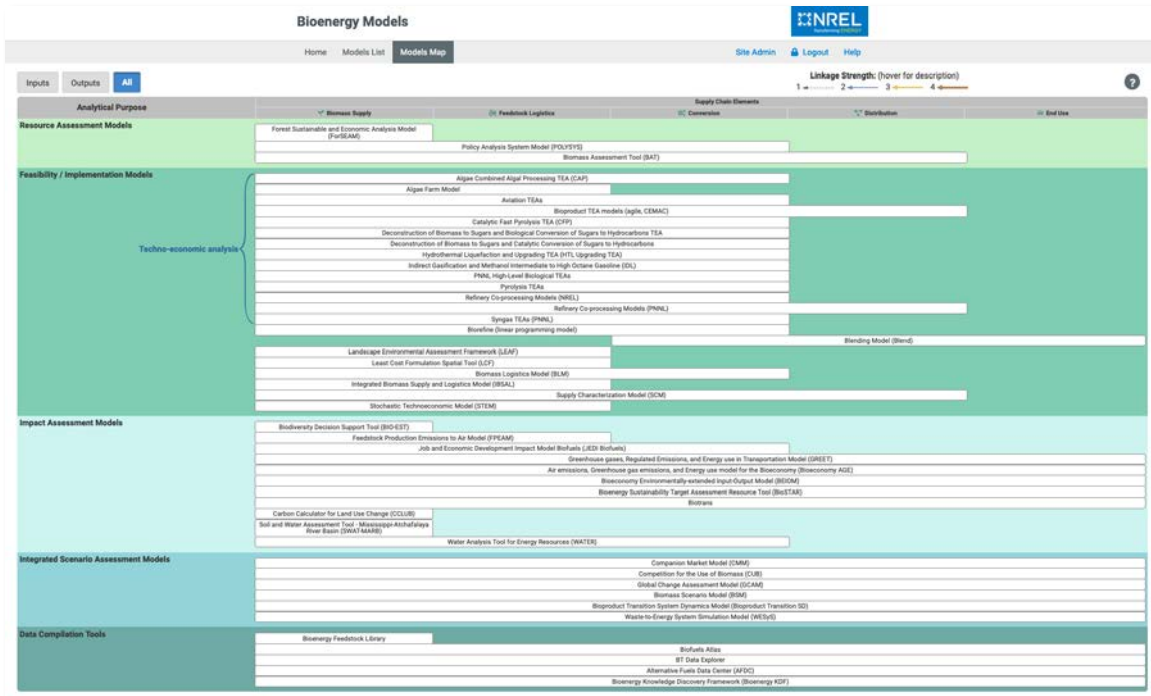 Bioenergy Models
NREL
Transforming ENERGY
Home Models List Models Map Site Admin Logout Help
Inputs Outputs All
Linkage Strength: (hover for description)
1 2 3 4
?
Analytical Purpose
Supply Chain Elements
Biomass Supply Feedstock Logistics Conversion Distribution End Use
Resource Assessment Models
Forest Sustainable and Economic Analysis Model
(ForSEAM)
Policy Analysis System Model (POLYSYS)
Biomass Assessment Tool (BAT)
Feasibility / Implementation Models
Techno-economic analysis
Algae Combined Algal Processing TEA (CAP)
Algae Farm Model
Aviation TEAs
Bioproduct TEA models (agile, CEMAC)
Catalytic Fast Pyrolysis TEA (CFP)
Deconstruction of Biomass to Sugars and Biological Conversion of Sugars to Hydrocarbons TEA
Deconstruction of Biomass to Sugars and Catalytic Conversion of Sugars to Hydrocarbons
Hydrothermal Liquefaction and Upgrading TEA (HTL Upgrading TEA)
Indirect Gasification and Methanol Intermediate to High Octane Gasoline (IDL)
PNNL High-Level Biological TEAs
Pyrolysis TEAs
Refinery Co-processing Models (NREL)
Refinery Co-processing Models (PNNL)
Syngas TEAs (PNNL)
Biorefine (linear programming model)
Blending Model (Blend)
Landscape Environmental Assessment Framework (LEAF)
Least Cost Formulation Spatial Tool (LCF)
Biomass Logistics Model (BLM)
Integrated Biomass Supply and Logistics Model (IBSAL)
Supply Characterization Model (SCM)
Stochastic Technoeconomic Model (STEM)
Impact Assessment Models
Biodiversity Decision Support Tool (BIO-EST)
Feedstock Production Emissions to Air Model (FPEAM)
Job and Economic Development Impact Model Biofuels (JEDI Biofuels)
Greenhouse gases, Regulated Emissions, and Energy use in Transportation Model (GREET)
Air emissions, Greenhouse gas emissions, and Energy use model for the Bioeconomy (Bioeconomy AGE)
Bioeconomy Environmentally-extended Input-Output Model (BEIOM)
Bioenergy Sustainability Target Assessment Resource Tool (BioSTAR)
Biotrans
Carbon Calculator for Land Use Change (CCLUB)
Soil and Water Assessment Tool - Mississippi-Atchafalaya
River Basin (SWAT-MARB)
Water Analysis Tool for Energy Resources (WATER)
Integrated Scenario Assessment Models
Companion Market Model (CMM)
Competition for the Use of Biomass (CUB)
Global Change Assessment Model (GCAM)
Biomass Scenario Model (BSM)
Bioproduct Transition System Dynamics Model (Bioproduct Transition SD)
Waste-to-Energy System Simulation Model (WESyS)
Data Compilation Tools
Bioenergy Feedstock Library
Biofuels Atlas
BT Data Explorer
Alternative Fuels Data Center (AFDC)
Bioenergy Knowledge Discovery Framework (Bioenergy KDF)